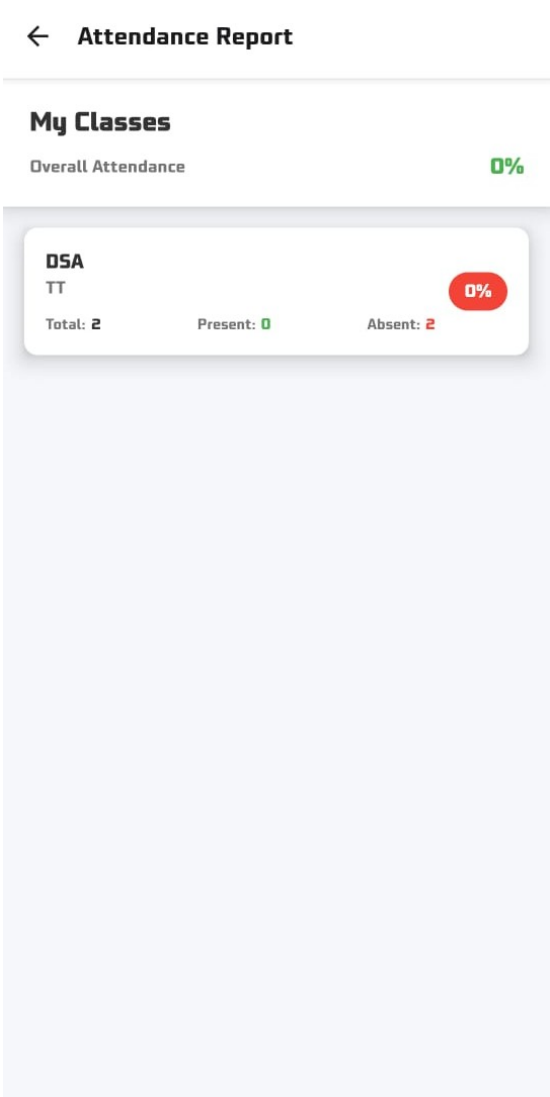 Attendance Report
My Classes
Overall Attendance 0%
DSA
TT
0%
Total: 2 Present: 0 Absent: 2